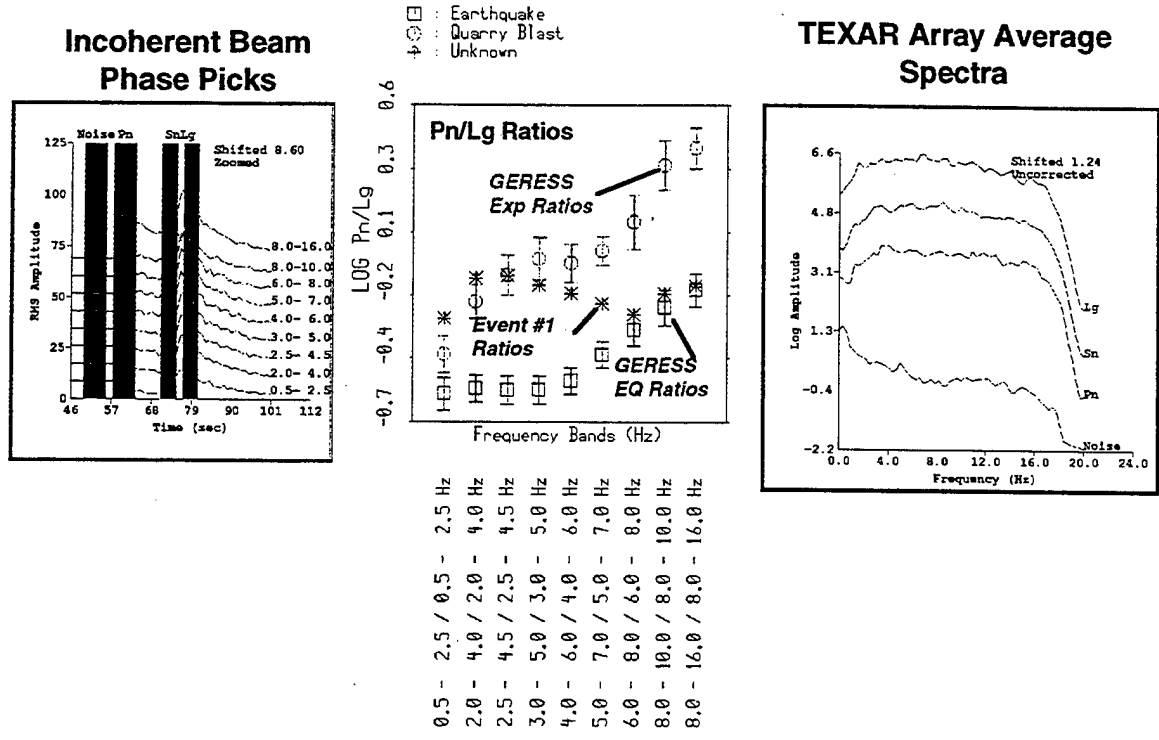 Incoherent Beam
Phase Picks
Noise Pn SnLg
Shifted 8.60
Zoomed
125
100
75
50
25
0
RMS Amplitude
8.0-16.0
8.0-10.0
6.0- 8.0
5.0- 7.0
4.0- 6.0
3.0- 5.0
2.5- 4.5
2.0- 4.0
0.5- 2.5
46 57 68 79 90 101 112
Time (sec)
: Earthquake
: Quarry Blast
: Unknown
Pn/Lg Ratios
0.6
0.3
0.1
-0.2
-0.4
-0.7
LOG Pn/Lg
GERESS
Exp Ratios
Event #1
Ratios
GERESS
EQ Ratios
Frequency Bands (Hz)
0.5 - 2.5 / 0.5 - 2.5 Hz
2.0 - 4.0 / 2.0 - 4.0 Hz
2.5 - 4.5 / 2.5 - 4.5 Hz
3.0 - 5.0 / 3.0 - 5.0 Hz
4.0 - 6.0 / 4.0 - 6.0 Hz
5.0 - 7.0 / 5.0 - 7.0 Hz
6.0 - 8.0 / 6.0 - 8.0 Hz
8.0 - 10.0 / 8.0 - 10.0 Hz
8.0 - 16.0 / 8.0 - 16.0 Hz
TEXAR Array Average
Spectra
Shifted 1.24
Uncorrected
6.6
4.8
3.1
1.3
-0.4
-2.2
Log Amplitude
Lg
Sn
Pn
Noise
0.0 4.0 8.0 12.0 16.0 20.0 24.0
Frequency (Hz)